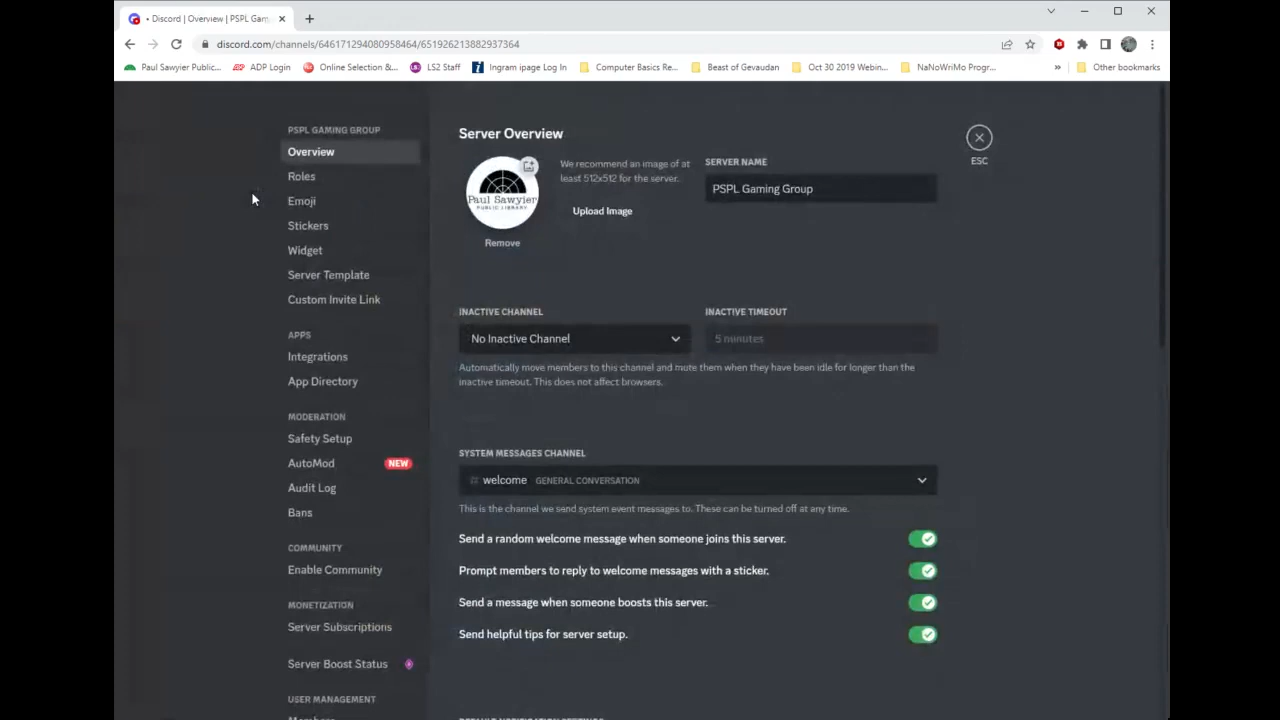 • Discord | Overview | PSPL Gam
discord.com/channels/646171294080958464/651926213882937364
Paul Sawyier Public... ADP Login Online Selection &... LS2 Staff Ingram ipage Log In Computer Basics Re... Beast of Gevaudan Oct 30 2019 Webin... NaNoWriMo Progr... » Other bookmarks
PSPL GAMING GROUP
Overview
Roles
Emoji
Stickers
Widget
Server Template
Custom Invite Link
APPS
Integrations
App Directory
MODERATION
Safety Setup
AutoMod NEW
Audit Log
Bans
COMMUNITY
Enable Community
MONETIZATION
Server Subscriptions
Server Boost Status
USER MANAGEMENT
Server Overview
Paul Sawyier
PUBLIC LIBRARY
Remove
We recommend an image of at
least 512x512 for the server.
Upload Image
SERVER NAME
PSPL Gaming Group
ESC
INACTIVE CHANNEL
No Inactive Channel
INACTIVE TIMEOUT
5 minutes
Automatically move members to this channel and mute them when they have been idle for longer than the
inactive timeout. This does not affect browsers.
SYSTEM MESSAGES CHANNEL
# welcome GENERAL CONVERSATION
This is the channel we send system event messages to. These can be turned off at any time.
Send a random welcome message when someone joins this server.
Prompt members to reply to welcome messages with a sticker.
Send a message when someone boosts this server.
Send helpful tips for server setup.